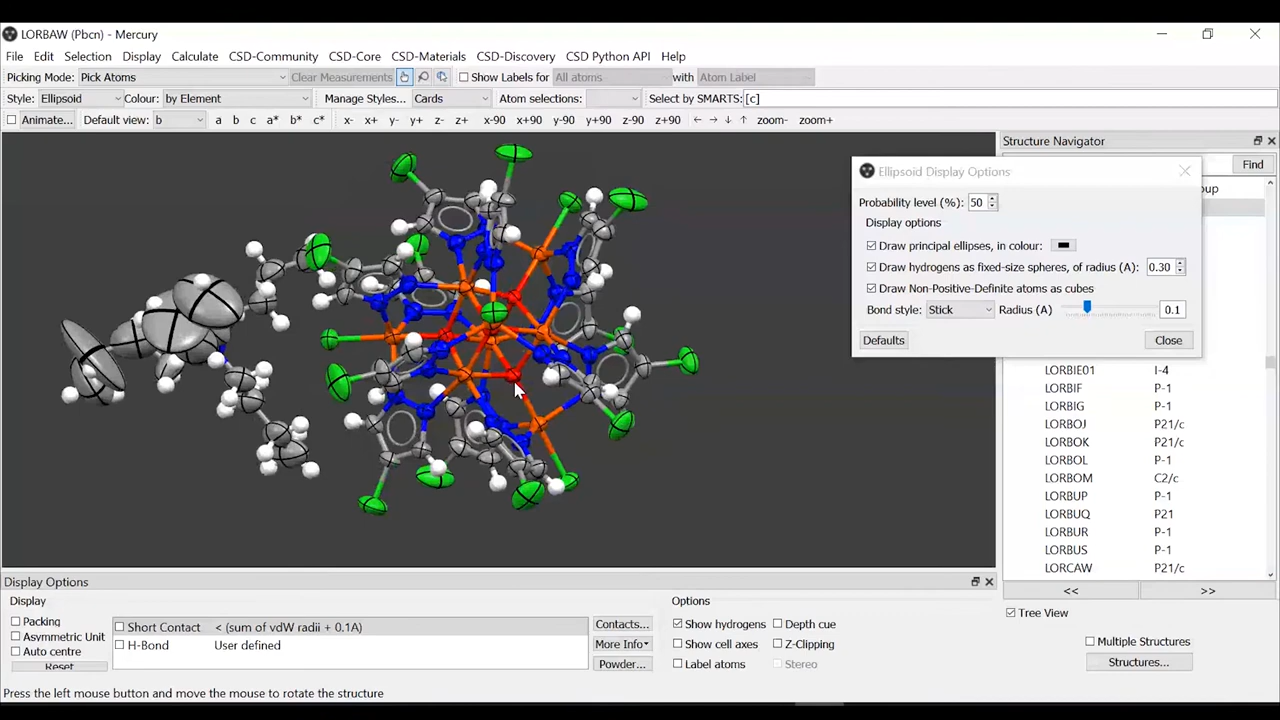 LORBAW (Pbcn) - Mercury
File Edit Selection Display Calculate CSD-Community CSD-Core CSD-Materials CSD-Discovery CSD Python API Help
Picking Mode: Pick Atoms Clear Measurements Show Labels for All atoms with Atom Label
Style: Ellipsoid Colour: by Element Manage Styles... Cards Atom selections: Select by SMARTS: [c]
Animate... Default view: b a b c a* b* c* x- x+ y- y+ z- z+ x-90 x+90 y-90 y+90 z-90 z+90 ← → ↓ ↑ zoom- zoom+
Structure Navigator
Find
Ellipsoid Display Options
Probability level (%): 50
Display options
Draw principal ellipses, in colour:
Draw hydrogens as fixed-size spheres, of radius (A): 0.30
Draw Non-Positive-Definite atoms as cubes
Bond style: Stick Radius (A) 0.1
Defaults Close
LORBIE01 I-4
LORBIF P-1
LORBIG P-1
LORBOJ P21/c
LORBOK P21/c
LORBOL P-1
LORBOM C2/c
LORBUP P-1
LORBUQ P21
LORBUR P-1
LORBUS P-1
LORCAW P21/c
<< >>
Tree View
Multiple Structures
Structures...
Display Options
Display
Packing
Asymmetric Unit
Auto centre
Reset
Short Contact < (sum of vdW radii + 0.1A)
H-Bond User defined
Contacts...
More Info
Powder...
Options
Show hydrogens Depth cue
Show cell axes Z-Clipping
Label atoms Stereo
Press the left mouse button and move the mouse to rotate the structure